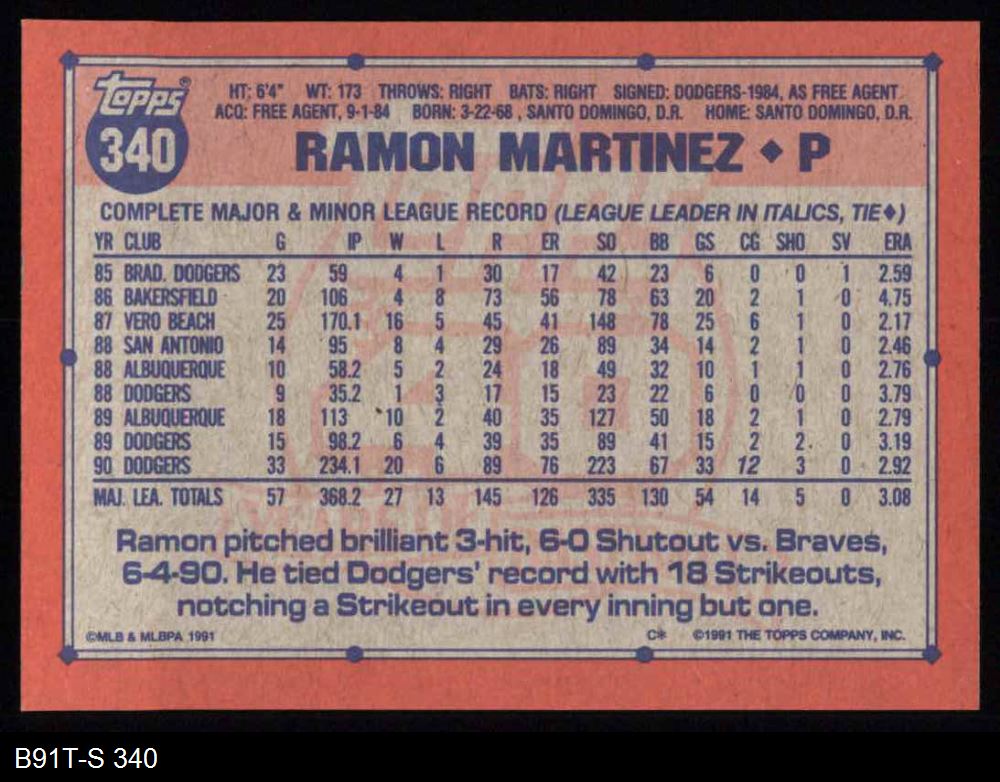 Topps®
340
HT: 6'4" WT: 173 THROWS: RIGHT BATS: RIGHT SIGNED: DODGERS-1984, AS FREE AGENT
ACQ: FREE AGENT, 9-1-84 BORN: 3-22-68, SANTO DOMINGO, D.R. HOME: SANTO DOMINGO, D.R.
RAMON MARTINEZ ♦ P
COMPLETE MAJOR & MINOR LEAGUE RECORD (LEAGUE LEADER IN ITALICS, TIE♦)
YR CLUB G IP W L R ER SO BB GS CG SHO SV ERA
85 BRAD. DODGERS 23 59 4 1 30 17 42 23 6 0 0 1 2.59
86 BAKERSFIELD 20 106 4 8 73 56 78 63 20 2 1 0 4.75
87 VERO BEACH 25 170.1 16 5 45 41 148 78 25 6 1 0 2.17
88 SAN ANTONIO 14 95 8 4 29 26 89 34 14 2 1 0 2.46
88 ALBUQUERQUE 10 58.2 5 2 24 18 49 32 10 1 1 0 2.76
88 DODGERS 9 35.2 1 3 17 15 23 22 6 0 0 0 3.79
89 ALBUQUERQUE 18 113 10 2 40 35 127 50 18 2 1 0 2.79
89 DODGERS 15 98.2 6 4 39 35 89 41 15 2 2 0 3.19
90 DODGERS 33 234.1 20 6 89 76 223 67 33 12 3 0 2.92
MAJ. LEA. TOTALS 57 368.2 27 13 145 126 335 130 54 14 5 0 3.08
Ramon pitched brilliant 3-hit, 6-0 Shutout vs. Braves,
6-4-90. He tied Dodgers' record with 18 Strikeouts,
notching a Strikeout in every inning but one.
©MLB & MLBPA 1991 C* ©1991 THE TOPPS COMPANY, INC.
B91T-S 340